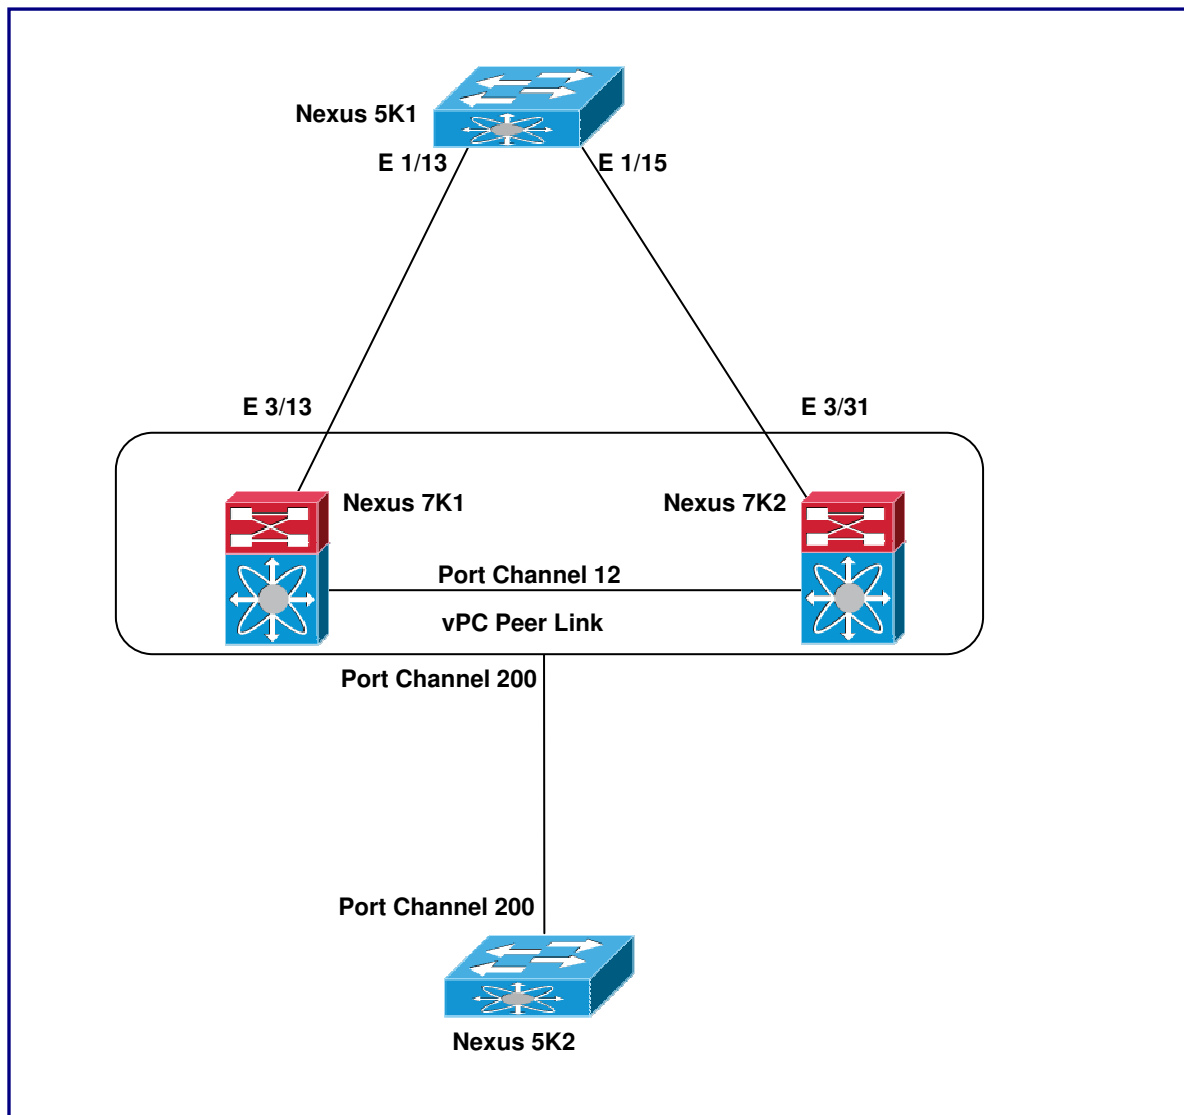 Nexus 5K1
E 1/13
E 1/15
E 3/13
E 3/31
Nexus 7K1
Nexus 7K2
Port Channel 12
vPC Peer Link
Port Channel 200
Port Channel 200
Nexus 5K2